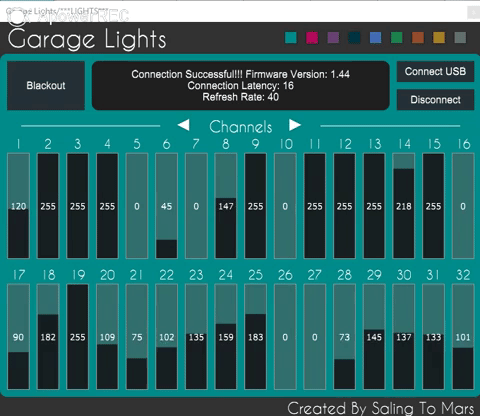 Garage Lights ***LIGHTS***
Garage Lights
Blackout
Connection Successful!!! Firmware Version: 1.44
Connection Latency: 16
Refresh Rate: 40
Connect USB
Disconnect
Channels
1 2 3 4 5 6 7 8 9 10 11 12 13 14 15 16
120 255 255 255 0 45 0 147 255 0 255 255 255 218 255 0
17 18 19 20 21 22 23 24 25 26 27 28 29 30 31 32
90 182 255 109 75 102 135 159 183 0 0 73 145 137 133 101
Created By Saling To Mars